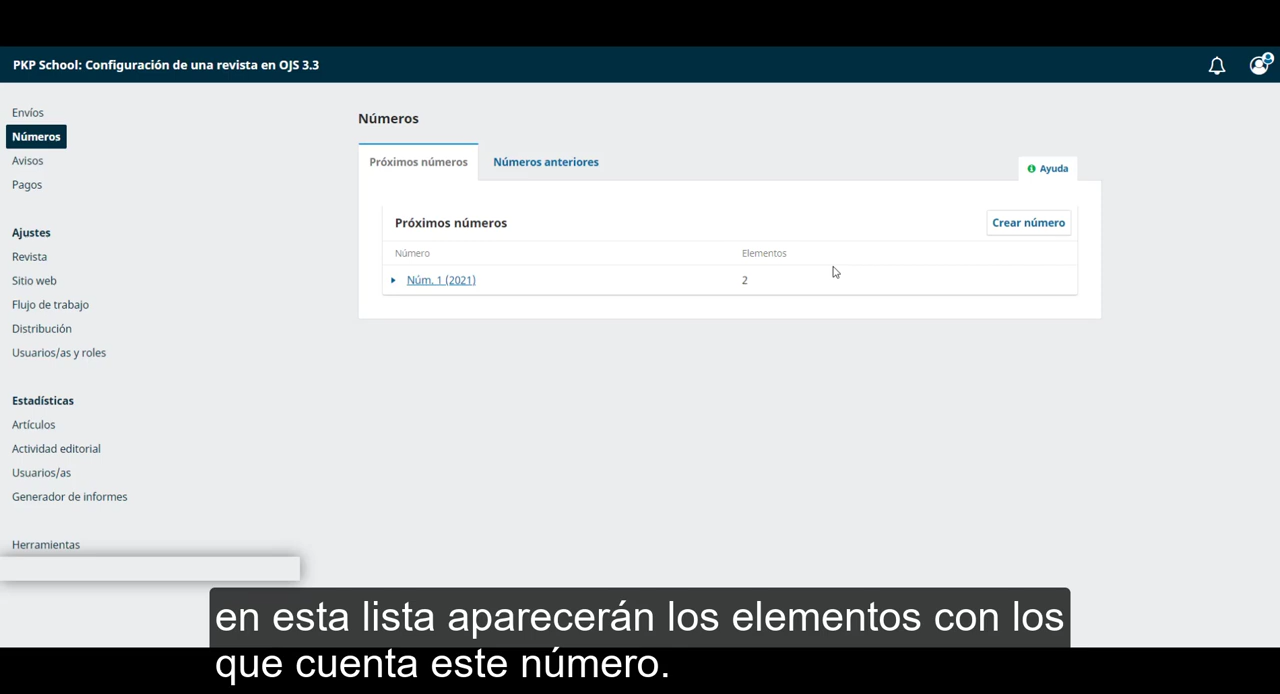 PKP School: Configuración de una revista en OJS 3.3
Envíos
Números
Avisos
Pagos
Ajustes
Revista
Sitio web
Flujo de trabajo
Distribución
Usuarios/as y roles
Estadísticas
Artículos
Actividad editorial
Usuarios/as
Generador de informes
Herramientas
Números
Próximos números
Números anteriores
Ayuda
Próximos números
Crear número
Número
Elementos
Núm. 1 (2021)
2
en esta lista aparecerán los elementos con los
que cuenta este número.